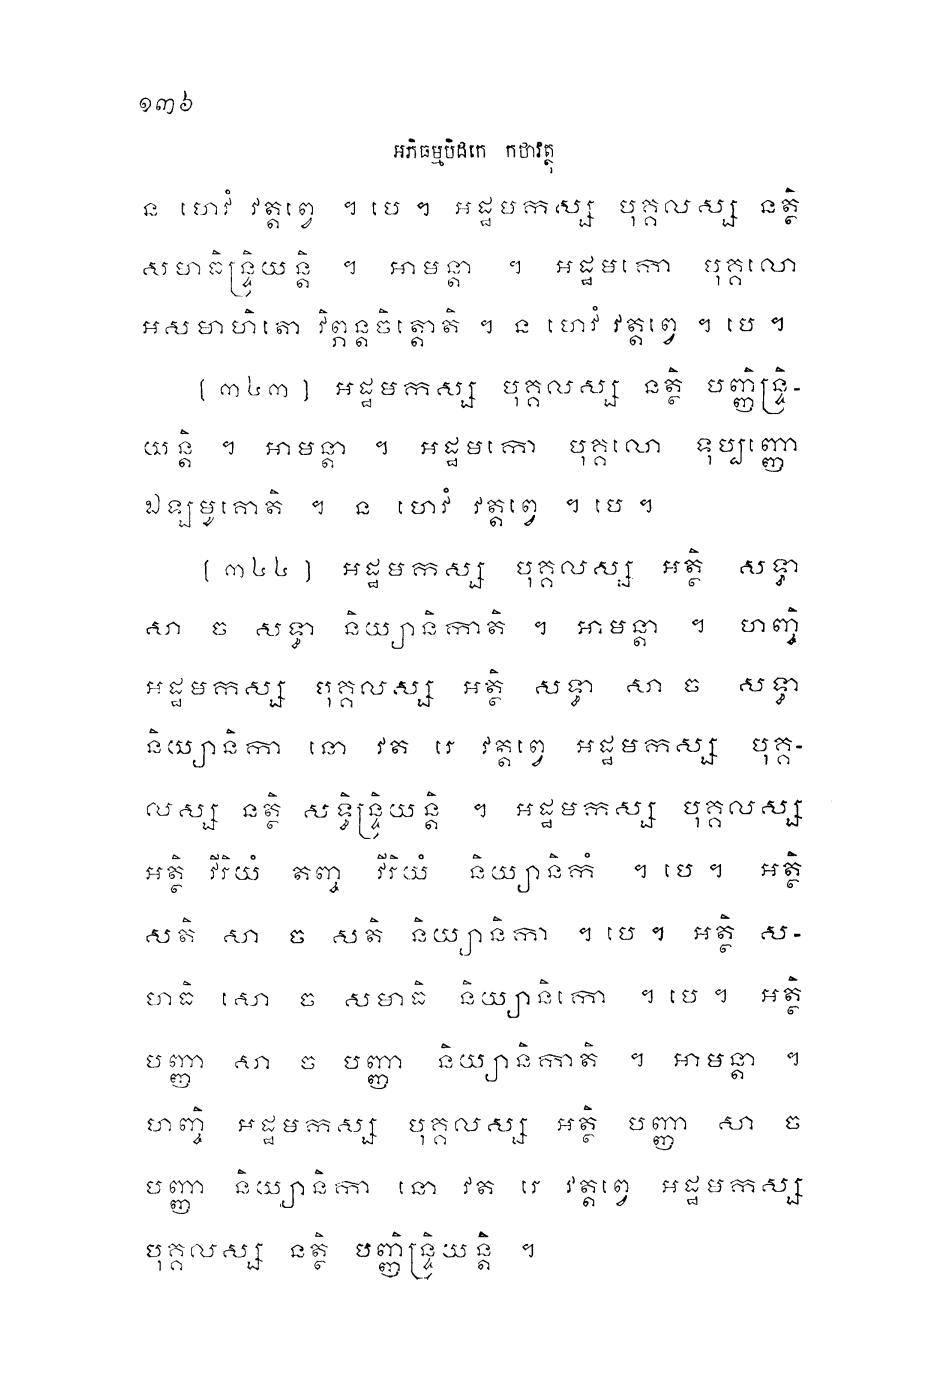 ១៣៦
អភិធម្មបិដកេ កថាវត្ថុ
ន ហេវំ វត្តព្វេ ។ បេ ។ អដ្ឋមកស្ស បុគ្គលស្ស នត្ថិ
សមាធិន្ទ្រិយន្តិ ។ អាមន្តា ។ អដ្ឋមកោ បុគ្គលោ
អសមាហិតោ វិព្ភន្តចិត្តោតិ ។ ន ហេវំ វត្តព្វេ ។ បេ ។
[ ៣៤៣ ] អដ្ឋមកស្ស បុគ្គលស្ស នត្ថិ បញ្ញិន្ទ្រិ-
យន្តិ ។ អាមន្តា ។ អដ្ឋមកោ បុគ្គលោ ទុប្បញ្ញោ
ឯឡមូគោតិ ។ ន ហេវំ វត្តព្វេ ។ បេ ។
[ ៣៤៤ ] អដ្ឋមកស្ស បុគ្គលស្ស អត្ថិ សទ្ធា
សា ច សទ្ធា និយ្យានិកាតិ ។ អាមន្តា ។ ហញ្ចិ
អដ្ឋមកស្ស បុគ្គលស្ស អត្ថិ សទ្ធា សា ច សទ្ធា
និយ្យានិកា នោ វត រេ វត្តព្វេ អដ្ឋមកស្ស បុគ្គ-
លស្ស នត្ថិ សទ្ធិន្ទ្រិយន្តិ ។ អដ្ឋមកស្ស បុគ្គលស្ស
អត្ថិ វីរិយំ តញ្ច វីរិយំ និយ្យានិកំ ។ បេ ។ អត្ថិ
សតិ សា ច សតិ និយ្យានិកា ។ បេ ។ អត្ថិ ស-
មាធិ សោ ច សមាធិ និយ្យានិកោ ។ បេ ។ អត្ថិ
បញ្ញា សា ច បញ្ញា និយ្យានិកាតិ ។ អាមន្តា ។
ហញ្ចិ អដ្ឋមកស្ស បុគ្គលស្ស អត្ថិ បញ្ញា សា ច
បញ្ញា និយ្យានិកា នោ វត រេ វត្តព្វេ អដ្ឋមកស្ស
បុគ្គលស្ស នត្ថិ បញ្ញិន្ទ្រិយន្តិ ។